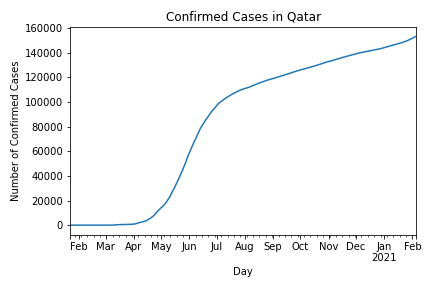 Confirmed Cases in Qatar
Number of Confirmed Cases
160000
140000
120000
100000
80000
60000
40000
20000
0
Feb Mar Apr May Jun Jul Aug Sep Oct Nov Dec Jan Feb
2021
Day